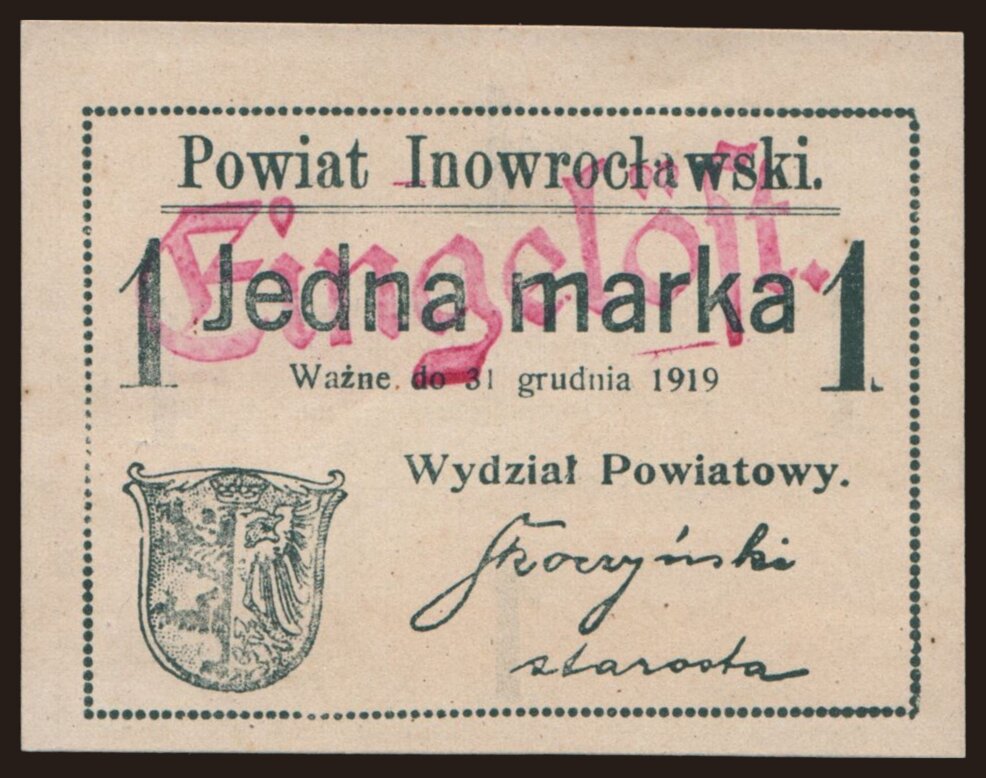 Powiat Inowrocławski.
Eingelöst.
1 Jedna marka 1
Ważne do 31 grudnia 1919
Wydział Powiatowy.
Skoczyński
starosta